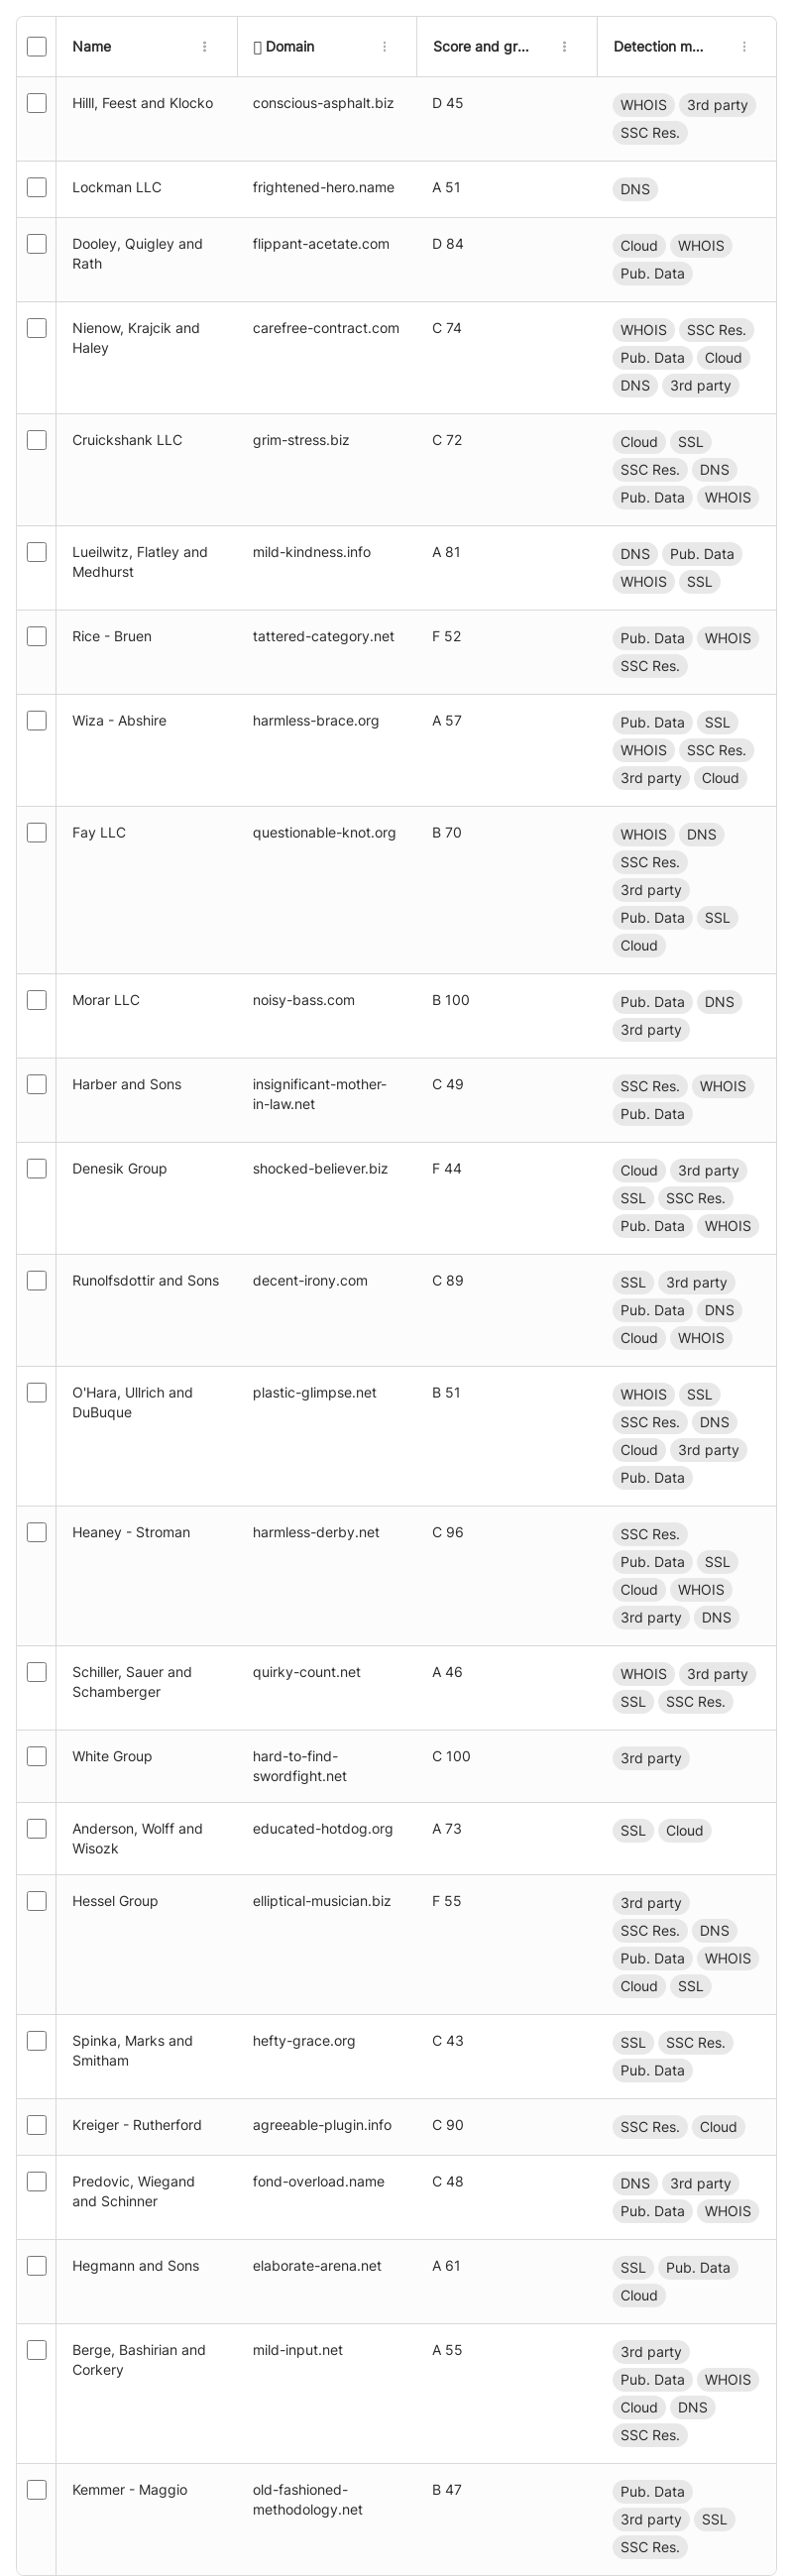 Name Domain Score and gr... Detection m...
Hilll, Feest and Klocko conscious-asphalt.biz D 45 WHOIS 3rd party
SSC Res.
Lockman LLC frightened-hero.name A 51 DNS
Dooley, Quigley and flippant-acetate.com D 84 Cloud WHOIS
Rath Pub. Data
Nienow, Krajcik and carefree-contract.com C 74 WHOIS SSC Res.
Haley Pub. Data Cloud
DNS 3rd party
Cruickshank LLC grim-stress.biz C 72 Cloud SSL
SSC Res. DNS
Pub. Data WHOIS
Lueilwitz, Flatley and mild-kindness.info A 81 DNS Pub. Data
Medhurst WHOIS SSL
Rice - Bruen tattered-category.net F 52 Pub. Data WHOIS
SSC Res.
Wiza - Abshire harmless-brace.org A 57 Pub. Data SSL
WHOIS SSC Res.
3rd party Cloud
Fay LLC questionable-knot.org B 70 WHOIS DNS
SSC Res.
3rd party
Pub. Data SSL
Cloud
Morar LLC noisy-bass.com B 100 Pub. Data DNS
3rd party
Harber and Sons insignificant-mother- C 49 SSC Res. WHOIS
in-law.net Pub. Data
Denesik Group shocked-believer.biz F 44 Cloud 3rd party
SSL SSC Res.
Pub. Data WHOIS
Runolfsdottir and Sons decent-irony.com C 89 SSL 3rd party
Pub. Data DNS
Cloud WHOIS
O'Hara, Ullrich and plastic-glimpse.net B 51 WHOIS SSL
DuBuque SSC Res. DNS
Cloud 3rd party
Pub. Data
Heaney - Stroman harmless-derby.net C 96 SSC Res.
Pub. Data SSL
Cloud WHOIS
3rd party DNS
Schiller, Sauer and quirky-count.net A 46 WHOIS 3rd party
Schamberger SSL SSC Res.
White Group hard-to-find- C 100 3rd party
swordfight.net
Anderson, Wolff and educated-hotdog.org A 73 SSL Cloud
Wisozk
Hessel Group elliptical-musician.biz F 55 3rd party
SSC Res. DNS
Pub. Data WHOIS
Cloud SSL
Spinka, Marks and hefty-grace.org C 43 SSL SSC Res.
Smitham Pub. Data
Kreiger - Rutherford agreeable-plugin.info C 90 SSC Res. Cloud
Predovic, Wiegand fond-overload.name C 48 DNS 3rd party
and Schinner Pub. Data WHOIS
Hegmann and Sons elaborate-arena.net A 61 SSL Pub. Data
Cloud
Berge, Bashirian and mild-input.net A 55 3rd party
Corkery Pub. Data WHOIS
Cloud DNS
SSC Res.
Kemmer - Maggio old-fashioned- B 47 Pub. Data
methodology.net 3rd party SSL
SSC Res.